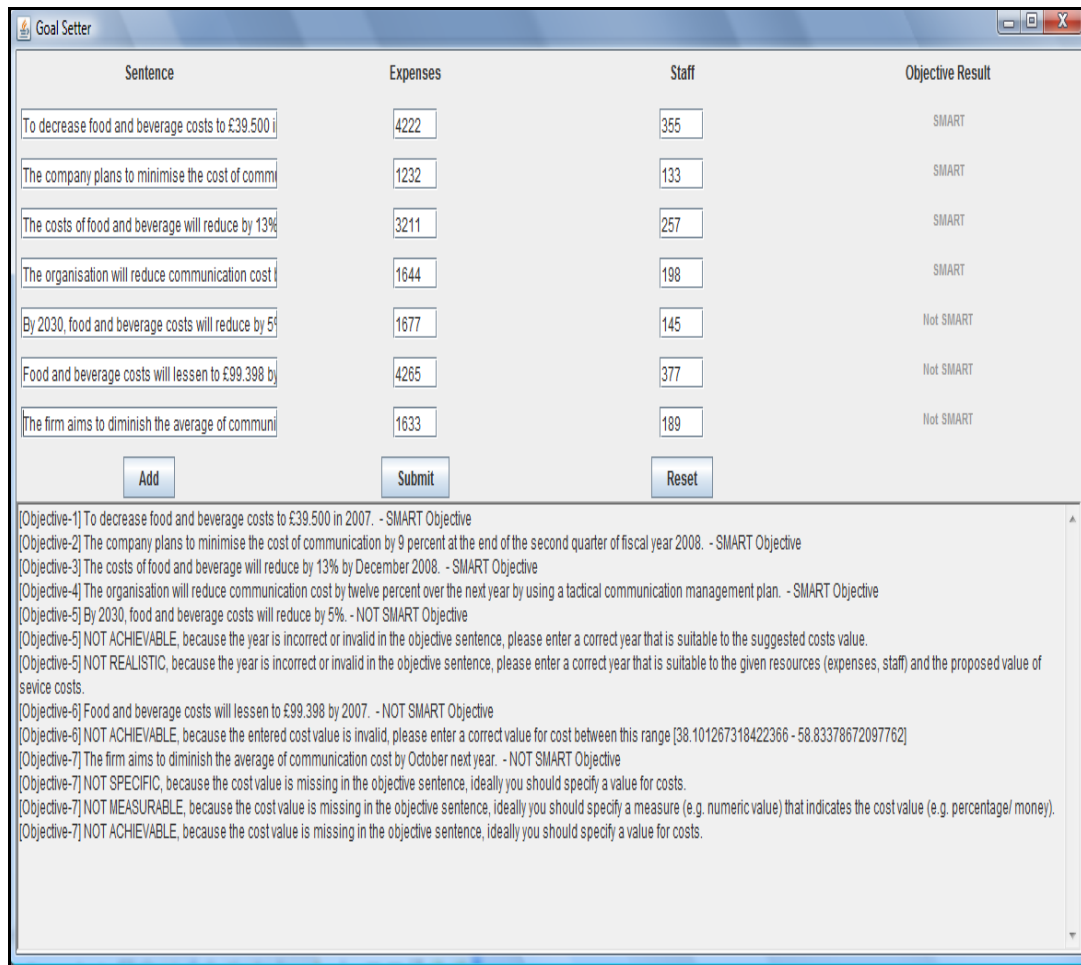 Goal Setter
Sentence Expenses Staff Objective Result
To decrease food and beverage costs to £39.500 i 4222 355 SMART
The company plans to minimise the cost of commu 1232 133 SMART
The costs of food and beverage will reduce by 13% 3211 257 SMART
The organisation will reduce communication cost b 1644 198 SMART
By 2030, food and beverage costs will reduce by 5% 1677 145 Not SMART
Food and beverage costs will lessen to £99.398 by 4265 377 Not SMART
The firm aims to diminish the average of communi 1633 189 Not SMART
Add Submit Reset
[Objective-1] To decrease food and beverage costs to £39.500 in 2007. - SMART Objective
[Objective-2] The company plans to minimise the cost of communication by 9 percent at the end of the second quarter of fiscal year 2008. - SMART Objective
[Objective-3] The costs of food and beverage will reduce by 13% by December 2008. - SMART Objective
[Objective-4] The organisation will reduce communication cost by twelve percent over the next year by using a tactical communication management plan. - SMART Objective
[Objective-5] By 2030, food and beverage costs will reduce by 5%. - NOT SMART Objective
[Objective-5] NOT ACHIEVABLE, because the year is incorrect or invalid in the objective sentence, please enter a correct year that is suitable to the suggested costs value.
[Objective-5] NOT REALISTIC, because the year is incorrect or invalid in the objective sentence, please enter a correct year that is suitable to the given resources (expenses, staff) and the proposed value of
sevice costs.
[Objective-6] Food and beverage costs will lessen to £99.398 by 2007. - NOT SMART Objective
[Objective-6] NOT ACHIEVABLE, because the entered cost value is invalid, please enter a correct value for cost between this range [38.101267318422366 - 58.83378672097762]
[Objective-7] The firm aims to diminish the average of communication cost by October next year. - NOT SMART Objective
[Objective-7] NOT SPECIFIC, because the cost value is missing in the objective sentence, ideally you should specify a value for costs.
[Objective-7] NOT MEASURABLE, because the cost value is missing in the objective sentence, ideally you should specify a measure (e.g. numeric value) that indicates the cost value (e.g. percentage/ money).
[Objective-7] NOT ACHIEVABLE, because the cost value is missing in the objective sentence, ideally you should specify a value for costs.